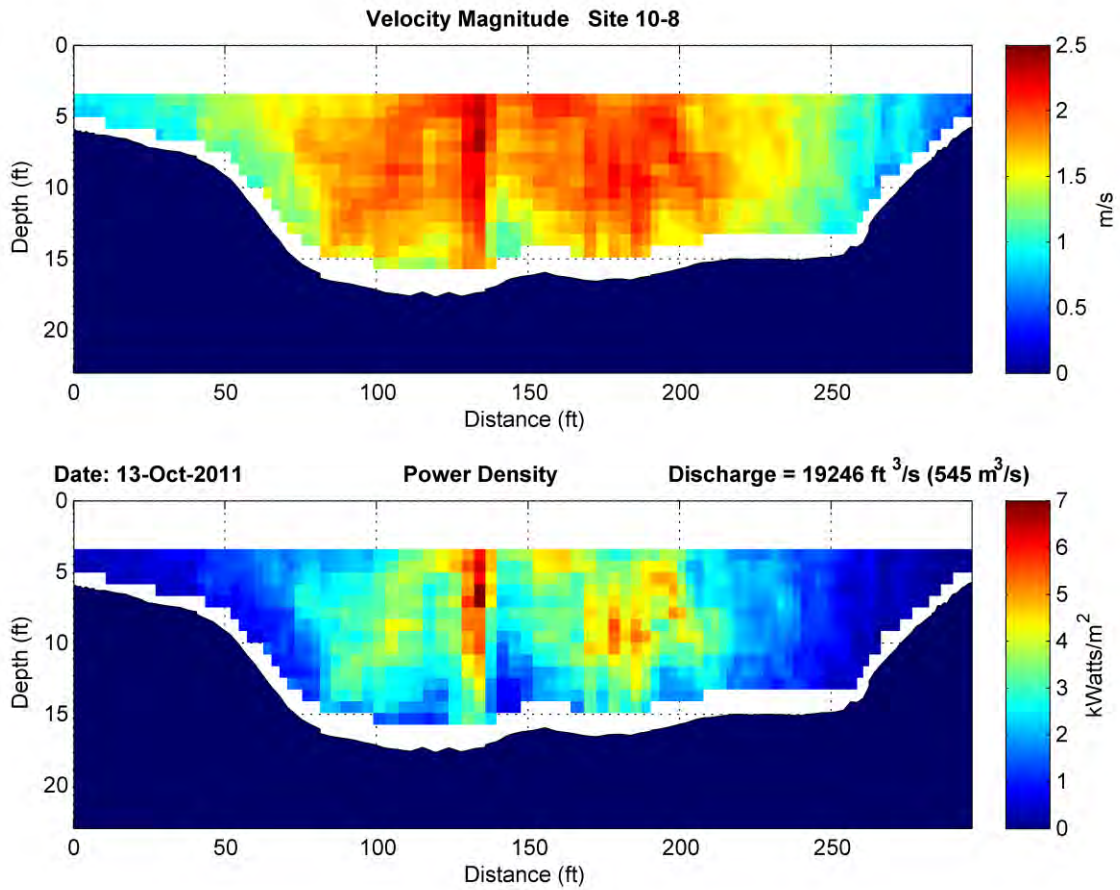 Velocity Magnitude Site 10-8
0
5
10
15
20
Depth (ft)
0 50 100 150 200 250
Distance (ft)
2.5
2
1.5
1
0.5
0
m/s
Date: 13-Oct-2011 Power Density Discharge = 19246 ft ³/s (545 m³/s)
0
5
10
15
20
Depth (ft)
0 50 100 150 200 250
Distance (ft)
7
6
5
4
3
2
1
0
kWatts/m²